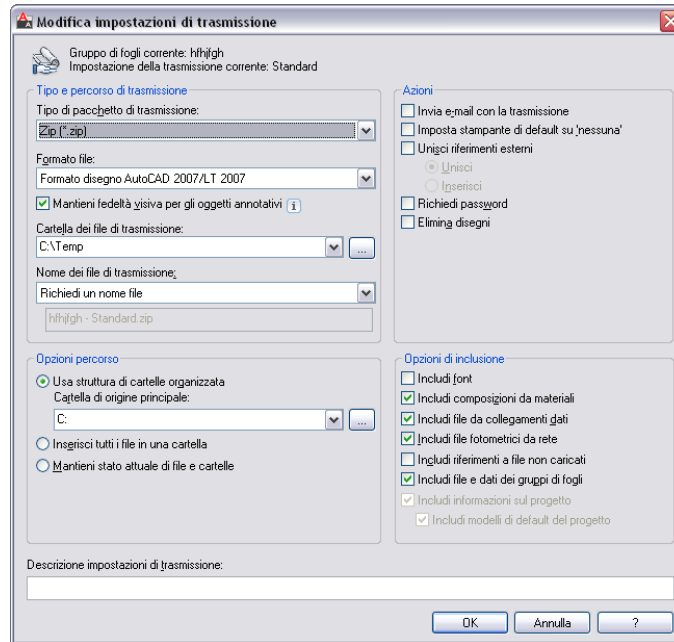 Modifica impostazioni di trasmissione
Gruppo di fogli corrente: hfhjfgh
Impostazione della trasmissione corrente: Standard
Tipo e percorso di trasmissione
Tipo di pacchetto di trasmissione:
Zip (*.zip)
Formato file:
Formato disegno AutoCAD 2007/LT 2007
Mantieni fedeltà visiva per gli oggetti annotativi
i
Cartella dei file di trasmissione:
C:\Temp
...
Nome dei file di trasmissione:
Richiedi un nome file
hfhjfgh - Standard.zip
Azioni
Invia e-mail con la trasmissione
Imposta stampante di default su 'nessuna'
Unisci riferimenti esterni
Unisci
Inserisci
Richiedi password
Elimina disegni
Opzioni percorso
Usa struttura di cartelle organizzata
Cartella di origine principale:
C:
...
Inserisci tutti i file in una cartella
Mantieni stato attuale di file e cartelle
Opzioni di inclusione
Includi font
Includi composizioni da materiali
Includi file da collegamenti dati
Includi file fotometrici da rete
Includi riferimenti a file non caricati
Includi file e dati dei gruppi di fogli
Includi informazioni sul progetto
Includi modelli di default del progetto
Descrizione impostazioni di trasmissione:
OK
Annulla
?